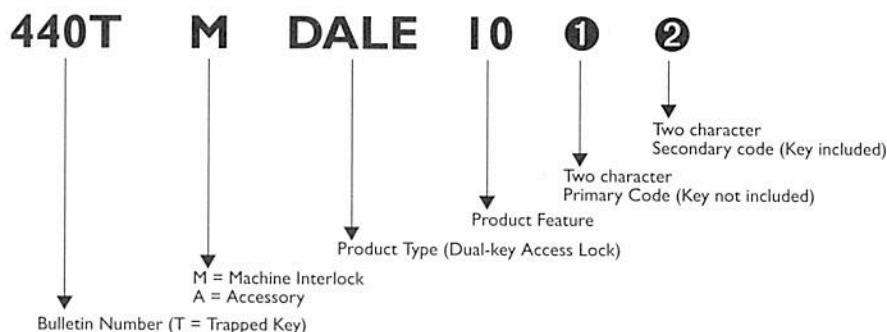 440T M DALE 10 ❶ ❷
Two character
Secondary code (Key included)
Two character
Primary Code (Key not included)
Product Feature
Product Type (Dual-key Access Lock)
M = Machine Interlock
A = Accessory
Bulletin Number (T = Trapped Key)